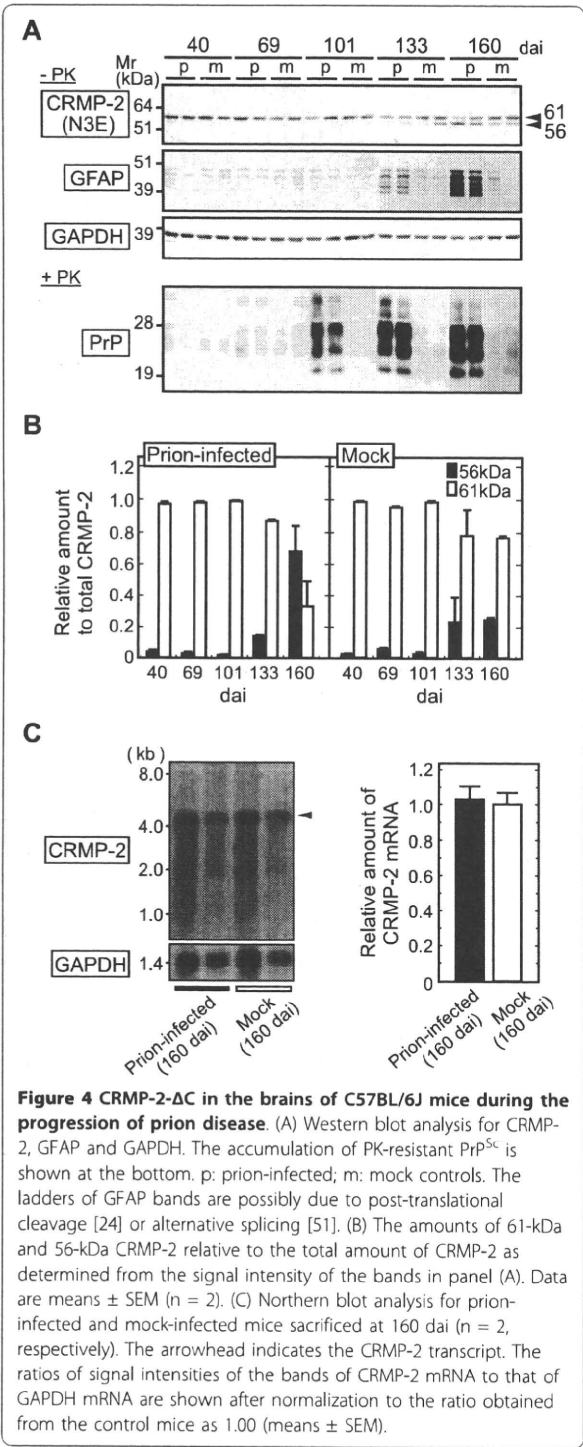 A
40 69 101 133 160 dai
Mr p m p m p m p m p m
- PK (kDa)
CRMP-2 (N3E)
64
51
61
56
GFAP
51
39
GAPDH
39
+ PK
PrP
28
19
B
Prion-infected
Mock
56kDa
61kDa
Relative amount
to total CRMP-2
1.2
1.0
0.8
0.6
0.4
0.2
0
40 69 101 133 160 40 69 101 133 160
dai dai
C
(kb)
8.0
4.0
2.0
1.0
CRMP-2
GAPDH
1.4
Prion-infected
(160 dai)
Mock
(160 dai)
Relative amount of
CRMP-2 mRNA
1.2
1.0
0.8
0.6
0.4
0.2
0
Prion-infected
(160 dai)
Mock
(160 dai)
Figure 4 CRMP-2-ΔC in the brains of C57BL/6J mice during the
progression of prion disease. (A) Western blot analysis for CRMP-
2, GFAP and GAPDH. The accumulation of PK-resistant PrPSc is
shown at the bottom. p: prion-infected; m: mock controls. The
ladders of GFAP bands are possibly due to post-translational
cleavage [24] or alternative splicing [51]. (B) The amounts of 61-kDa
and 56-kDa CRMP-2 relative to the total amount of CRMP-2 as
determined from the signal intensity of the bands in panel (A). Data
are means ± SEM (n = 2). (C) Northern blot analysis for prion-
infected and mock-infected mice sacrificed at 160 dai (n = 2,
respectively). The arrowhead indicates the CRMP-2 transcript. The
ratios of signal intensities of the bands of CRMP-2 mRNA to that of
GAPDH mRNA are shown after normalization to the ratio obtained
from the control mice as 1.00 (means ± SEM).